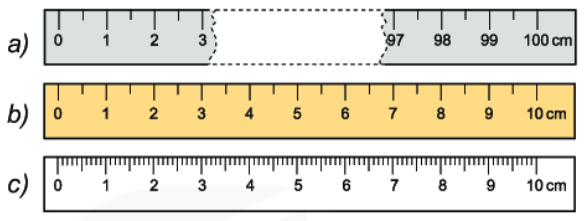 a) 0 1 2 3 97 98 99 100 cm
b) 0 1 2 3 4 5 6 7 8 9 10 cm
c) 0 1 2 3 4 5 6 7 8 9 10 cm